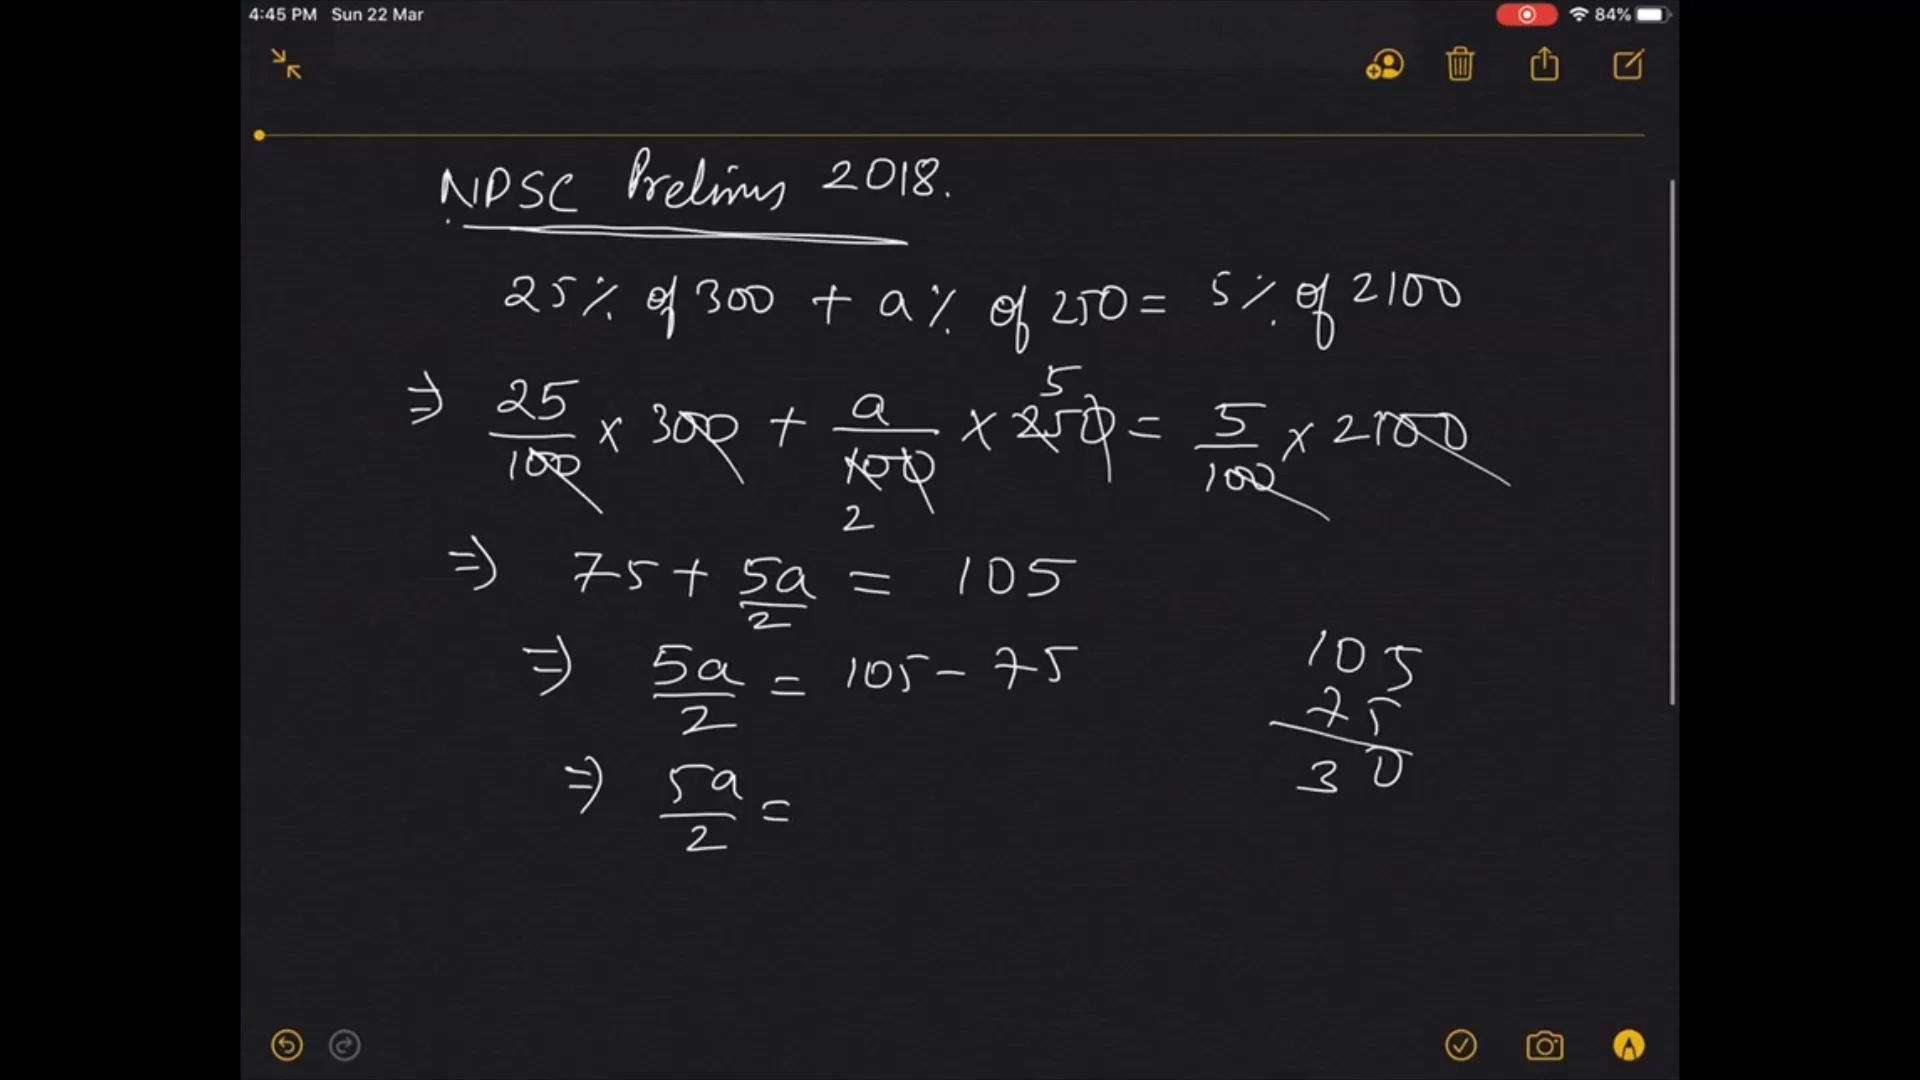 4:45 PM Sun 22 Mar 84%
NPSC Prelims 2018.
25% of 300 + a% of 250 = 5% of 2100
⇒ 25/100 × 300 + a/100 × 250 = 5/100 × 2100
5
2
⇒ 75 + 5a/2 = 105
⇒ 5a/2 = 105 - 75
⇒ 5a/2 =
105
75
30